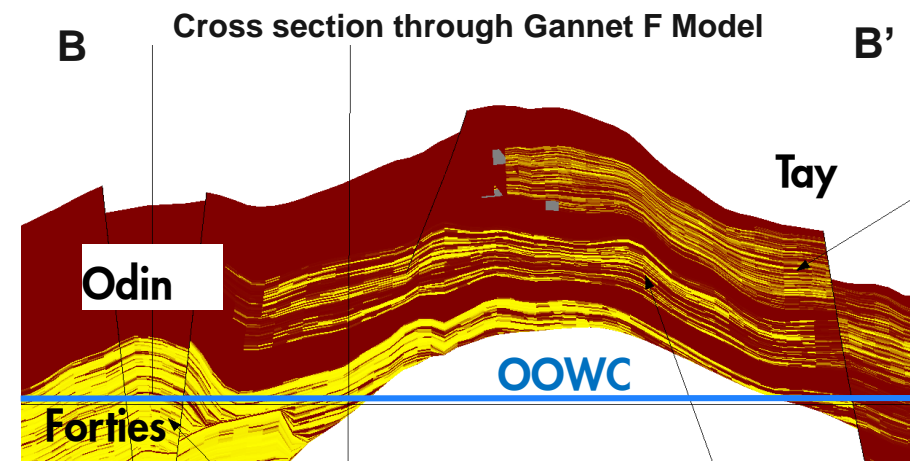 Cross section through Gannet F Model
B
B’
Tay
Odin
OOWC
Forties